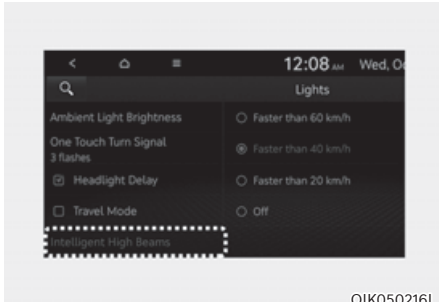 12:08 AM Wed, Oc
Lights
Ambient Light Brightness
One Touch Turn Signal
3 flashes
Headlight Delay
Travel Mode
Intelligent High Beams
Faster than 60 km/h
Faster than 40 km/h
Faster than 20 km/h
Off
OIK050216L